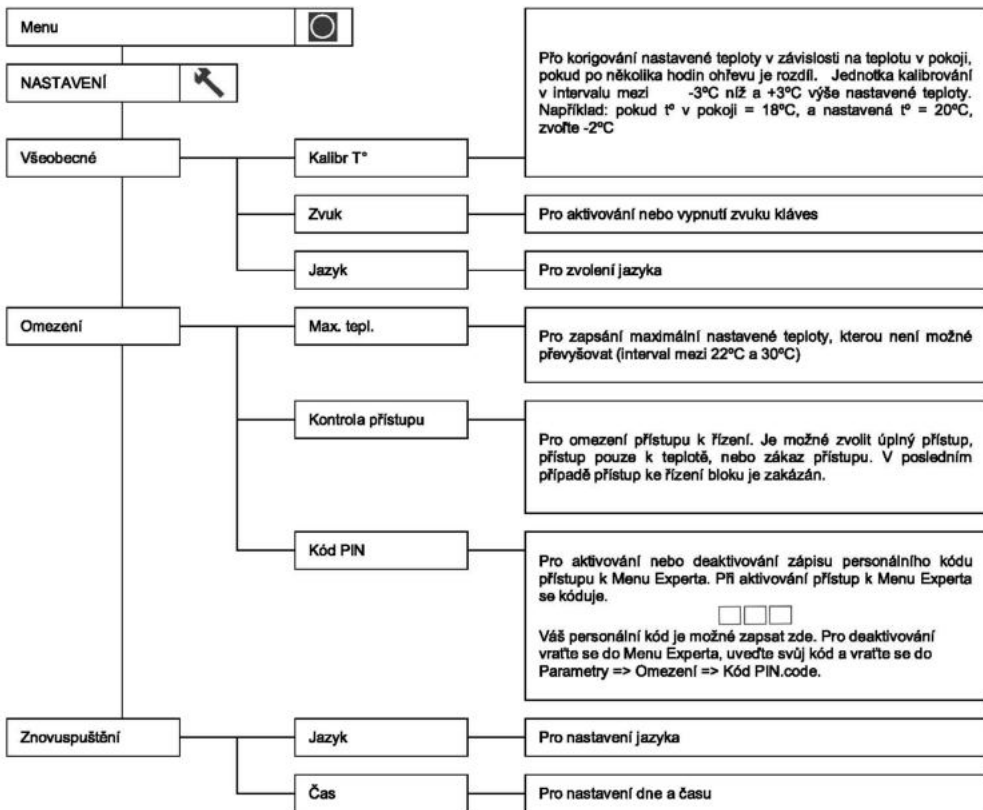 Menu
NASTAVENÍ
Všeobecné
Kalibr T°
Přo korigování nastavené teploty v závislosti na teplotu v pokoji,
pokud po několika hodin ohřevu je rozdíl. Jednotka kalibrování
v intervalu mezi -3ºC níž a +3ºC výše nastavené teploty.
Například: pokud tº v pokoji = 18ºC, a nastavená tº = 20ºC,
zvoľte -2ºC
Zvuk
Pro aktivování nebo vypnutí zvuku kláves
Jazyk
Pro zvolení jazyka
Omezení
Max. tepl.
Pro zapsání maximální nastavené teploty, kterou není možné
převyšovat (interval mezi 22ºC a 30ºC)
Kontrola přístupu
Pro omezení přístupu k řízení. Je možné zvolit úplný přístup,
přístup pouze k teplotě, nebo zákaz přístupu. V posledním
případě přístup ke řízení bloku je zakázán.
Kód PIN
Pro aktivování nebo deaktivování zápisu personálního kódu
přístupu k Menu Experta. Při aktivování přístup k Menu Experta
se kóduje.
Váš personální kód je možné zapsat zde. Pro deaktivování
vraťte se do Menu Experta, uveďte svůj kód a vraťte se do
Parametry => Omezení => Kód PIN.code.
Znovuspuštění
Jazyk
Pro nastavení jazyka
Čas
Pro nastavení dne a času